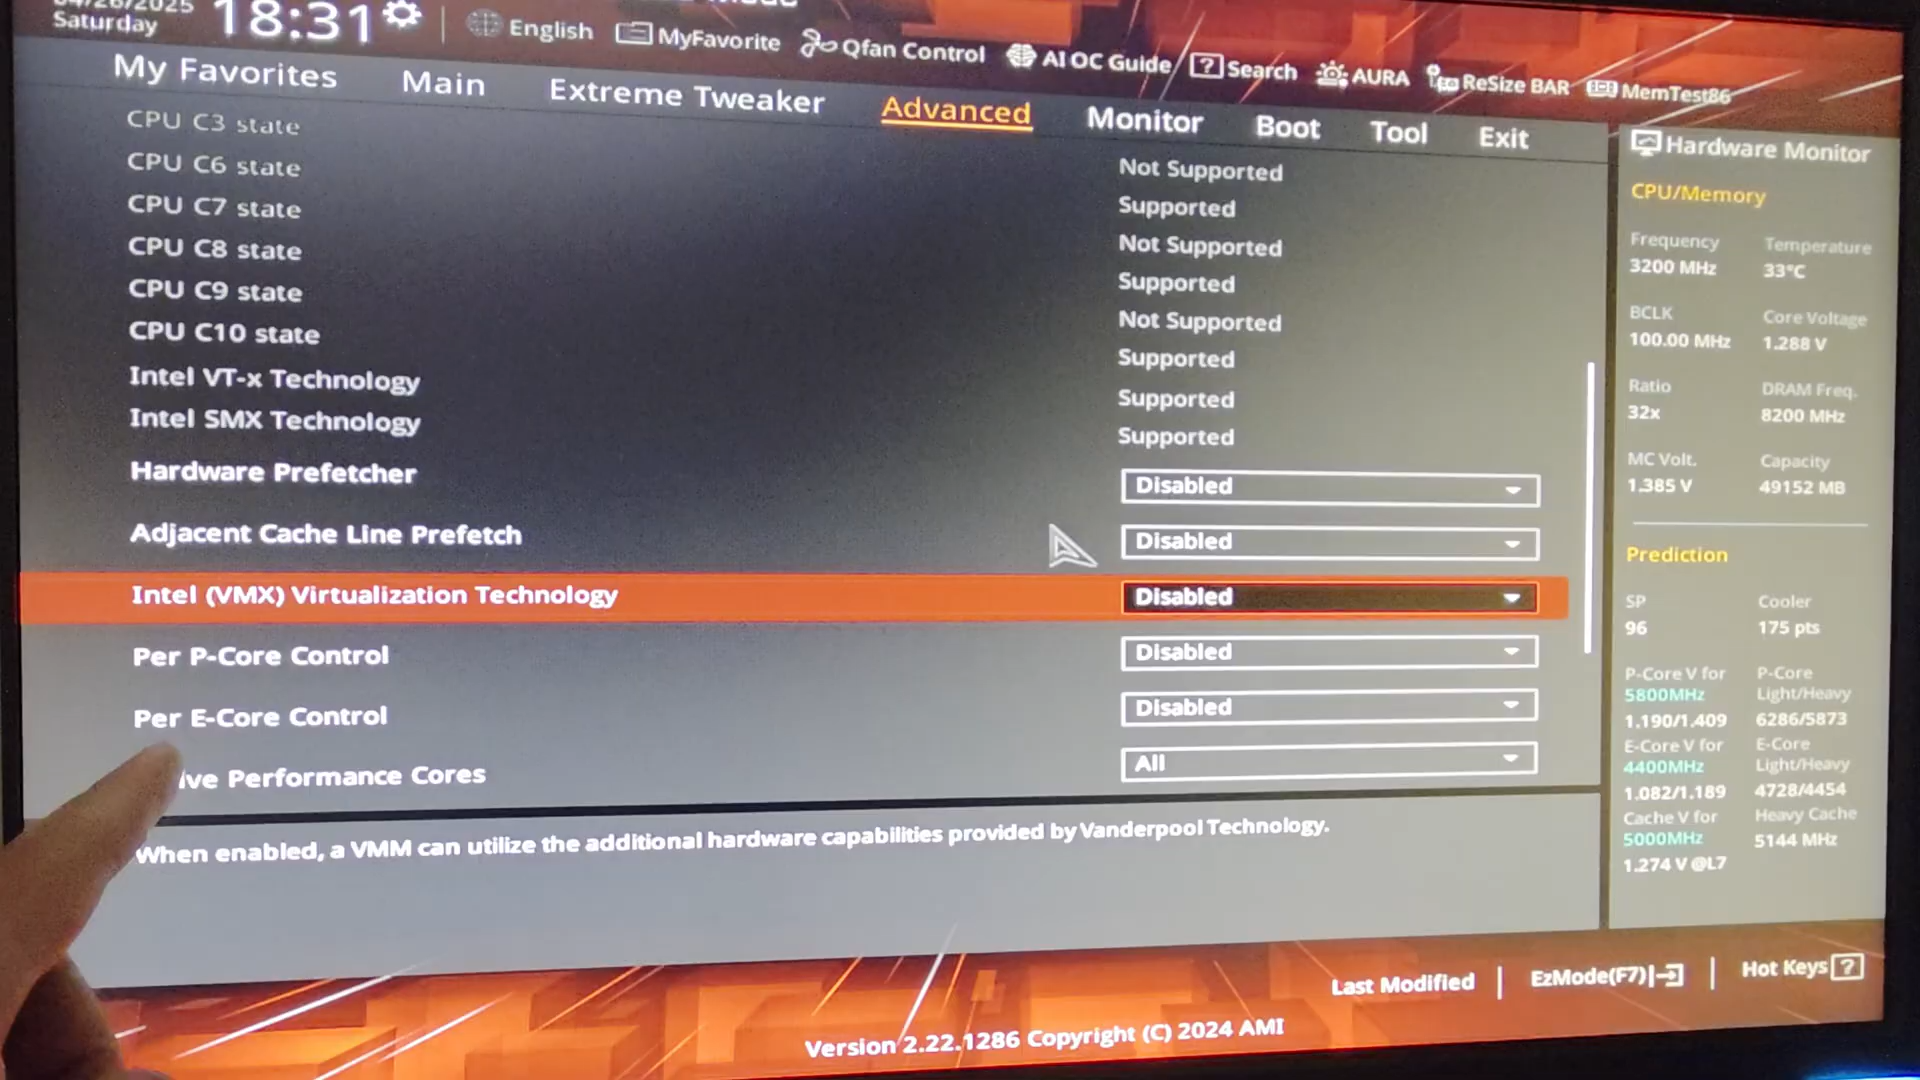 04/26/2025
Saturday
18:31
English
MyFavorite
Qfan Control
AI OC Guide
Search
AURA
ReSize BAR
MemTest86
My Favorites
Main
Extreme Tweaker
Advanced
Monitor
Boot
Tool
Exit
CPU C3 state
Not Supported
CPU C6 state
Supported
CPU C7 state
Not Supported
CPU C8 state
Supported
CPU C9 state
Not Supported
CPU C10 state
Supported
Intel VT-x Technology
Supported
Intel SMX Technology
Supported
Hardware Prefetcher
Disabled
Adjacent Cache Line Prefetch
Disabled
Intel (VMX) Virtualization Technology
Disabled
Per P-Core Control
Disabled
Per E-Core Control
Disabled
ive Performance Cores
All
When enabled, a VMM can utilize the additional hardware capabilities provided by Vanderpool Technology.
Hardware Monitor
CPU/Memory
Frequency Temperature
3200 MHz 33°C
BCLK Core Voltage
100.00 MHz 1.288 V
Ratio DRAM Freq.
32x 8200 MHz
MC Volt. Capacity
1.385 V 49152 MB
Prediction
SP Cooler
96 175 pts
P-Core V for P-Core
5800MHz Light/Heavy
1.190/1.409 6286/5873
E-Core V for E-Core
4400MHz Light/Heavy
1.082/1.189 4728/4454
Cache V for Heavy Cache
5000MHz 5144 MHz
1.274 V @L7
Last Modified
EzMode(F7)
Hot Keys ?
Version 2.22.1286 Copyright (C) 2024 AMI